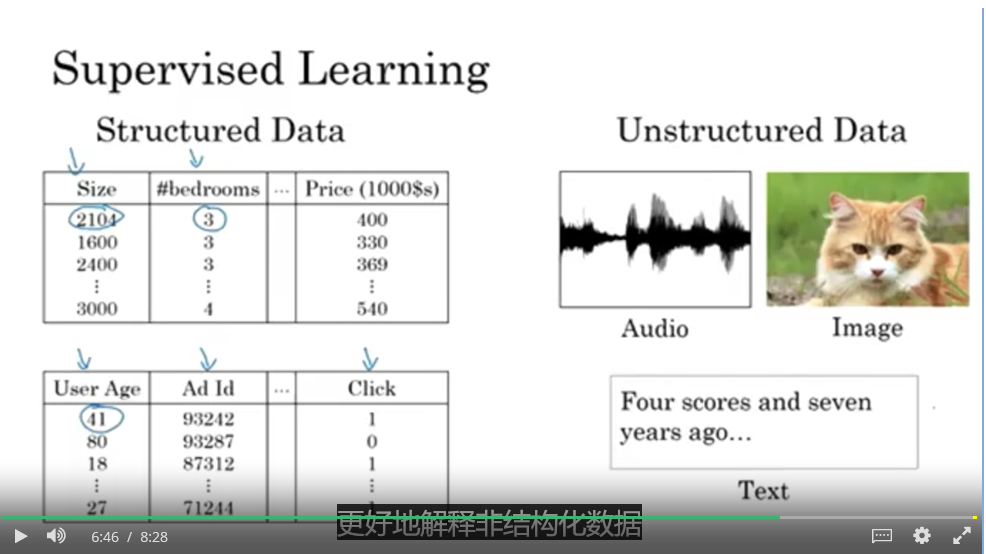 Supervised Learning
Structured Data
Size #bedrooms ... Price (1000$s)
2104 3 400
1600 3 330
2400 3 369
⋮ ⋮ ⋮
3000 4 540
User Age Ad Id ... Click
41 93242 1
80 93287 0
18 87312 1
⋮ ⋮ ⋮
27 71244
Unstructured Data
Audio
Image
Four scores and seven
years ago...
Text
更好地解释非结构化数据
6:46 / 8:28